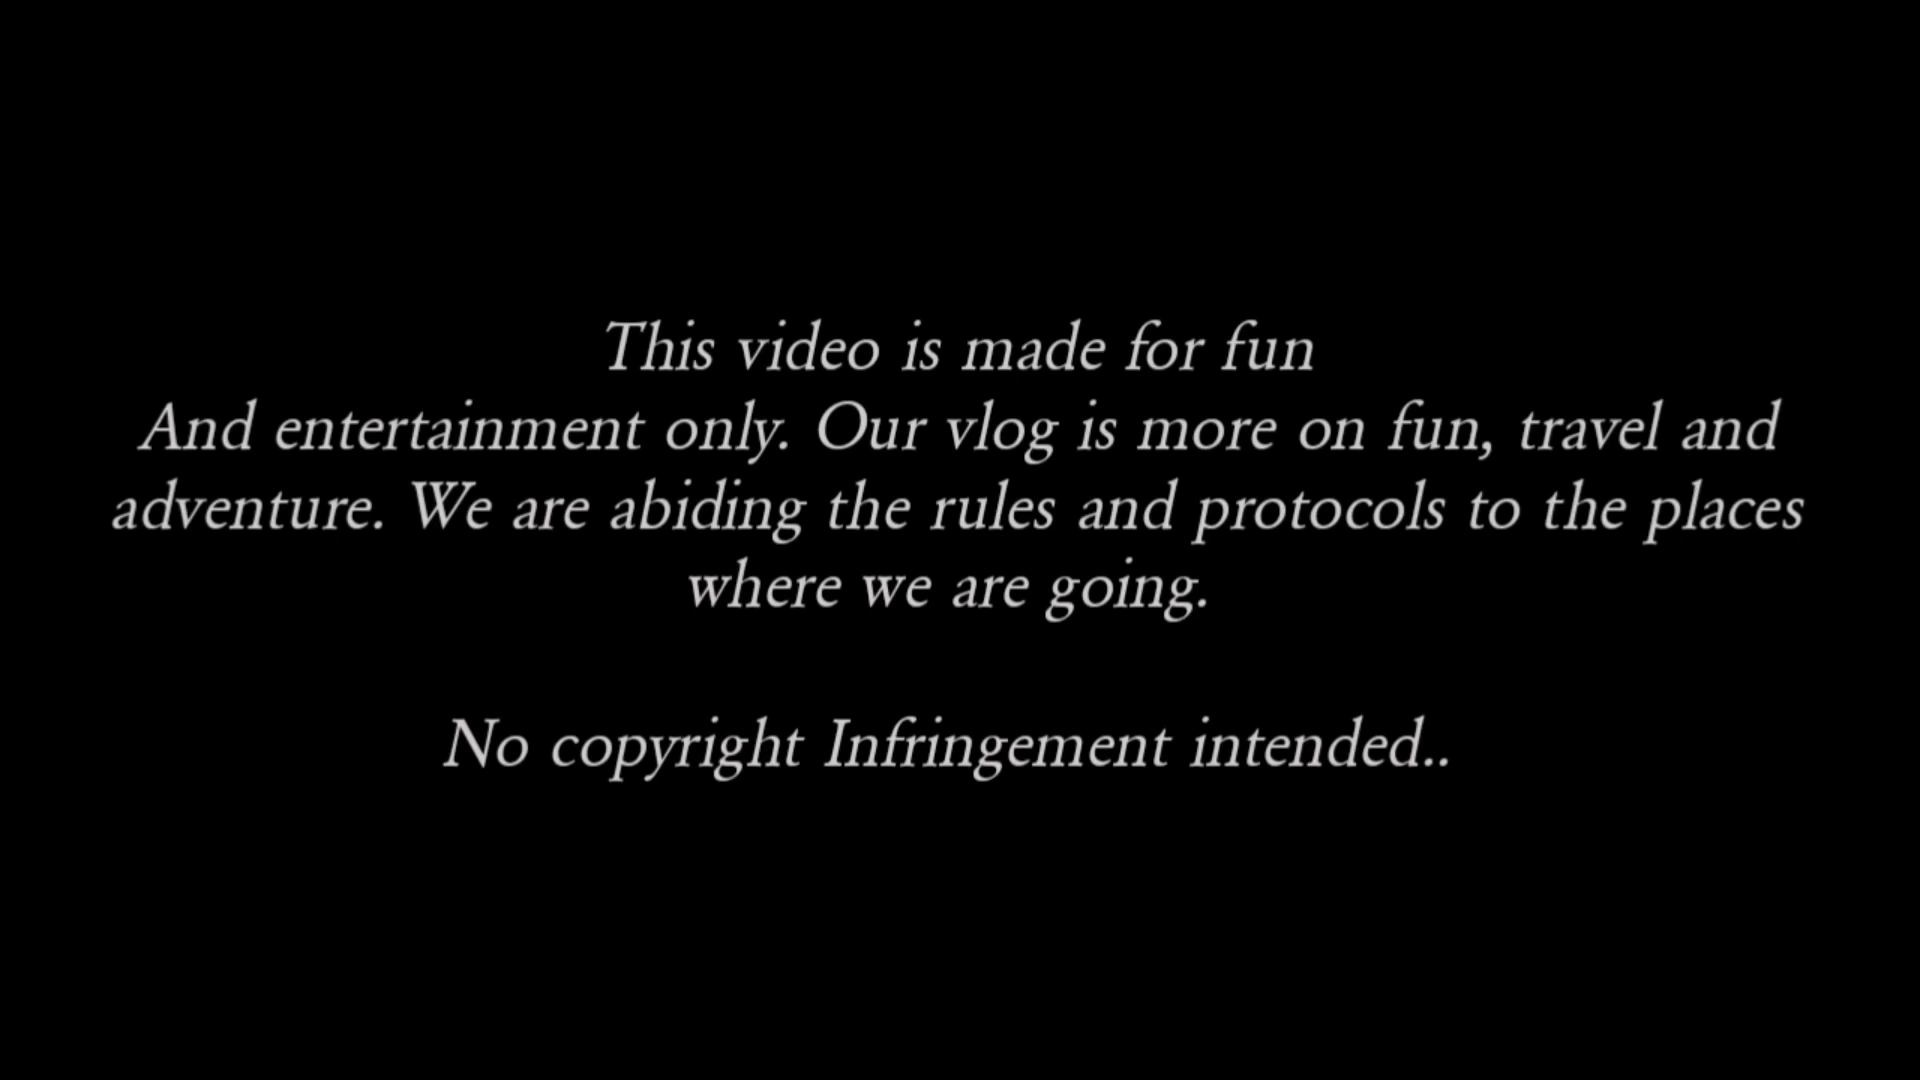 This video is made for fun
And entertainment only. Our vlog is more on fun, travel and
adventure. We are abiding the rules and protocols to the places
where we are going.
No copyright Infringement intended..